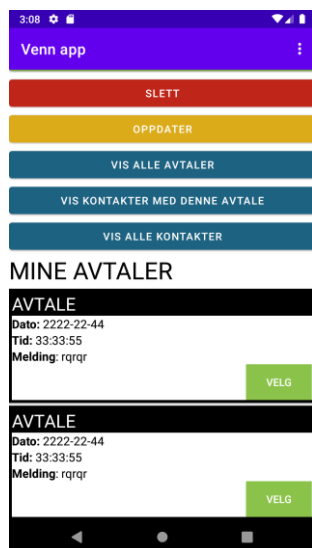 3:08
Venn app
SLETT
OPPDATER
VIS ALLE AVTALER
VIS KONTAKTER MED DENNE AVTALE
VIS ALLE KONTAKTER
MINE AVTALER
AVTALE
Dato: 2222-22-44
Tid: 33:33:55
Melding: rqrqr
VELG
AVTALE
Dato: 2222-22-44
Tid: 33:33:55
Melding: rqrqr
VELG